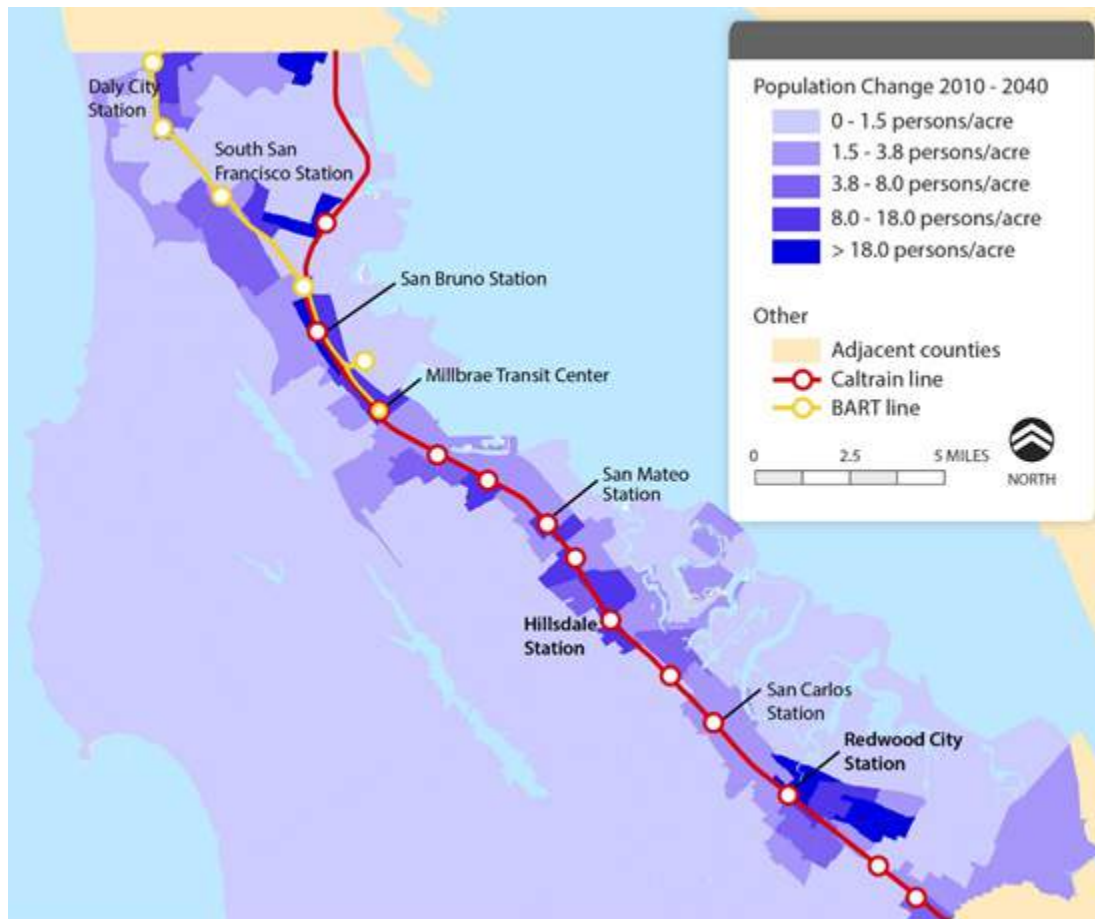 Daly City
Station
South San
Francisco Station
San Bruno Station
Millbrae Transit Center
San Mateo
Station
Hillsdale
Station
San Carlos
Station
Redwood City
Station
Population Change 2010 - 2040
0 - 1.5 persons/acre
1.5 - 3.8 persons/acre
3.8 - 8.0 persons/acre
8.0 - 18.0 persons/acre
> 18.0 persons/acre
Other
Adjacent counties
Caltrain line
BART line
0 2.5 5 MILES
NORTH